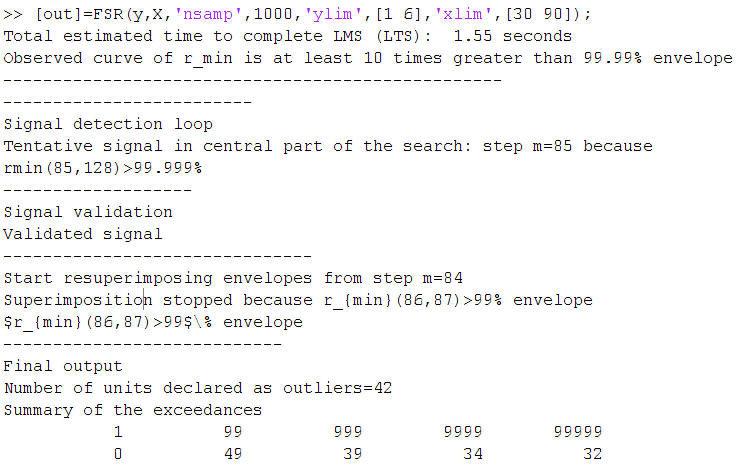 >> [out]=FSR(y,X,'nsamp',1000,'ylim',[1 6],'xlim',[30 90]);
Total estimated time to complete LMS (LTS):  1.55 seconds
Observed curve of r_min is at least 10 times greater than 99.99% envelope
--------------------------------------------------
-------------------------
Signal detection loop
Tentative signal in central part of the search: step m=85 because
rmin(85,128)>99.999%
-------------------
Signal validation
Validated signal
-------------------------------
Start resuperimposing envelopes from step m=84
Superimposition stopped because r_{min}(86,87)>99% envelope
$r_{min}(86,87)>99$\% envelope
----------------------------
Final output
Number of units declared as outliers=42
Summary of the exceedances
1 99 999 9999 99999
0 49 39 34 32